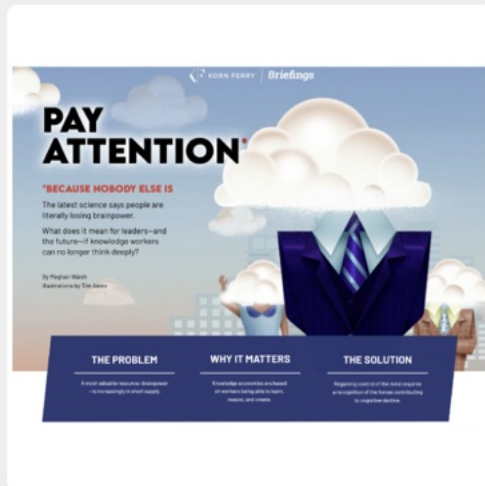 KORN FERRY | Briefings
PAY
ATTENTION*
*BECAUSE NOBODY ELSE IS
The latest science says people are
literally losing brainpower.
What does it mean for leaders—and
the future—if knowledge workers
can no longer think deeply?
By Meghan Walsh
Illustrations by Tim Ames
THE PROBLEM
A most valuable resource–brainpower
–is increasingly in short supply.
WHY IT MATTERS
Knowledge economies are based
on workers being able to learn,
reason, and create.
THE SOLUTION
Regaining control of the mind requires
a recognition of the forces contributing
to cognitive decline.